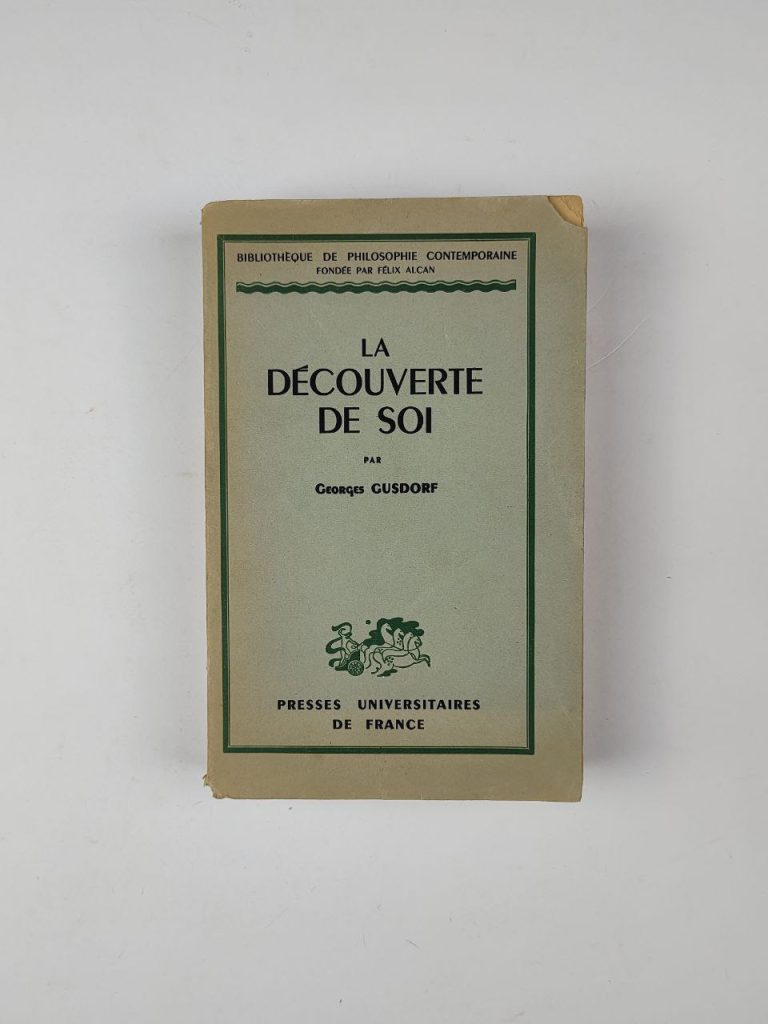 BIBLIOTHÈQUE DE PHILOSOPHIE CONTEMPORAINE
FONDÉE PAR FÉLIX ALCAN
LA
DÉCOUVERTE
DE SOI
PAR
Georges GUSDORF
PRESSES UNIVERSITAIRES
DE FRANCE